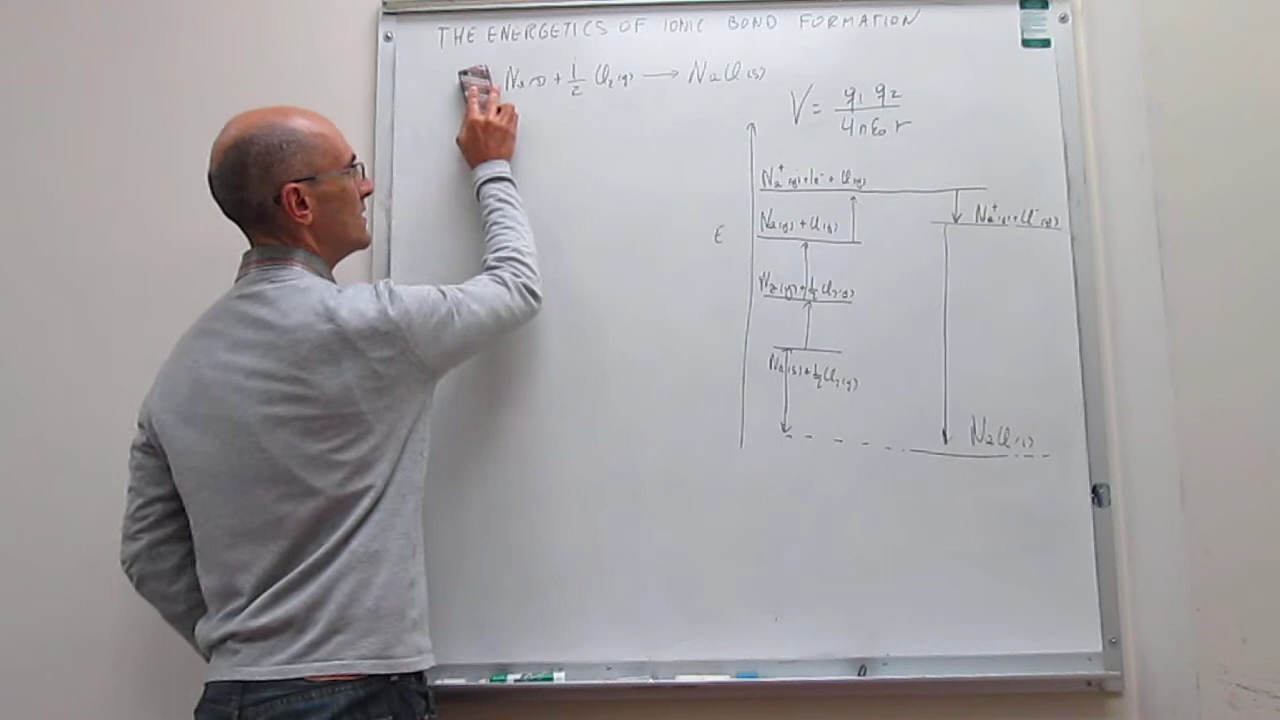 THE ENERGETICS OF IONIC BOND FORMATION
Na(s) + 1/2 Cl2(g) → NaCl(s)
V = q1 q2 / 4πε0 r
Na+(g) + 1e- + Cl(g)
Na+(g) + Cl-(g)
Na(g) + Cl(g)
E
Na(g) + 1/2 Cl2(g)
Na(s) + 1/2 Cl2(g)
NaCl(s)